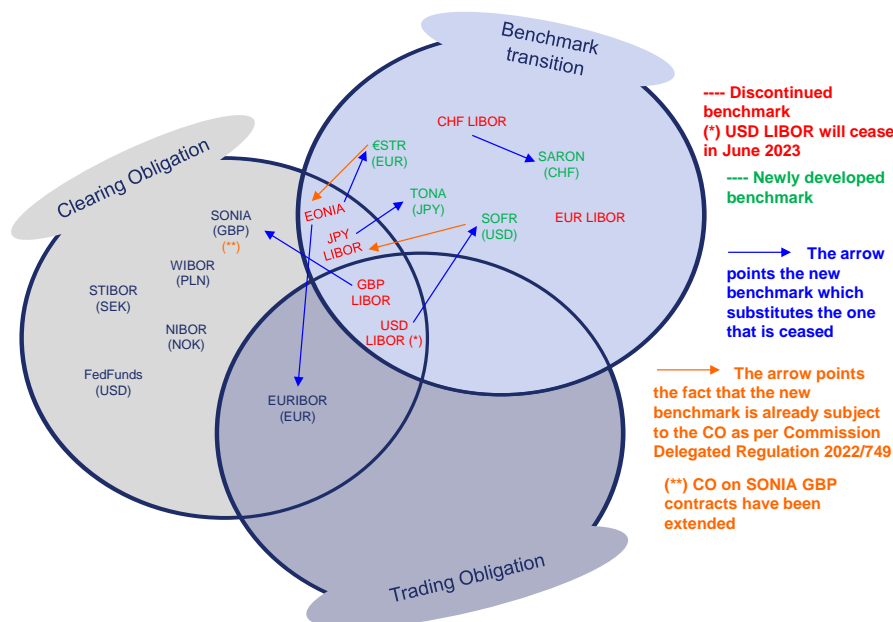 Benchmark
transition
Clearing Obligation
Trading Obligation
CHF LIBOR
€STR
(EUR)
SARON
(CHF)
TONA
(JPY)
EONIA
SOFR
(USD)
EUR LIBOR
JPY
LIBOR
SONIA
(GBP)
(**)
WIBOR
(PLN)
STIBOR
(SEK)
GBP
LIBOR
NIBOR
(NOK)
USD
LIBOR (*)
FedFunds
(USD)
EURIBOR
(EUR)
---- Discontinued
benchmark
(*) USD LIBOR will cease
in June 2023
---- Newly developed
benchmark
The arrow
points the new
benchmark which
substitutes the one
that is ceased
The arrow points
the fact that the new
benchmark is already subject
to the CO as per Commission
Delegated Regulation 2022/749
(**) CO on SONIA GBP
contracts have been
extended